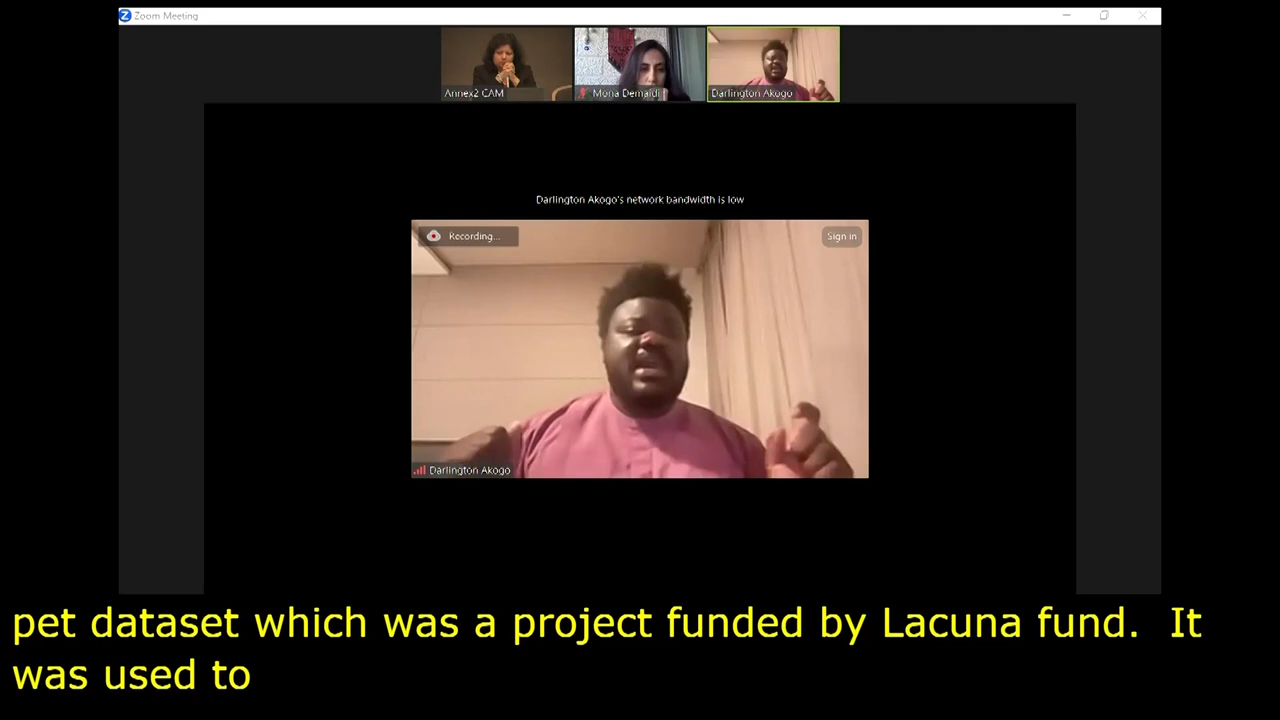 Zoom Meeting
Annex2 CAM
Mona Demaidi
Darlington Akogo
Darlington Akogo's network bandwidth is low
Recording...
Sign in
Darlington Akogo
pet dataset which was a project funded by Lacuna fund. It
was used to